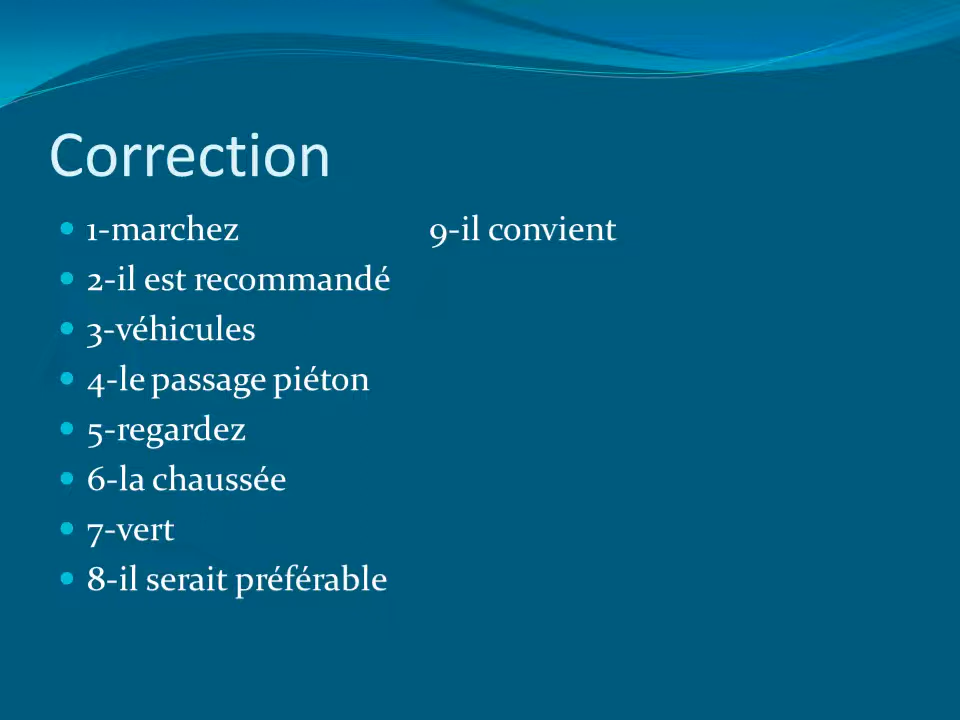 Correction
1-marchez 9-il convient
2-il est recommandé
3-véhicules
4-le passage piéton
5-regardez
6-la chaussée
7-vert
8-il serait préférable